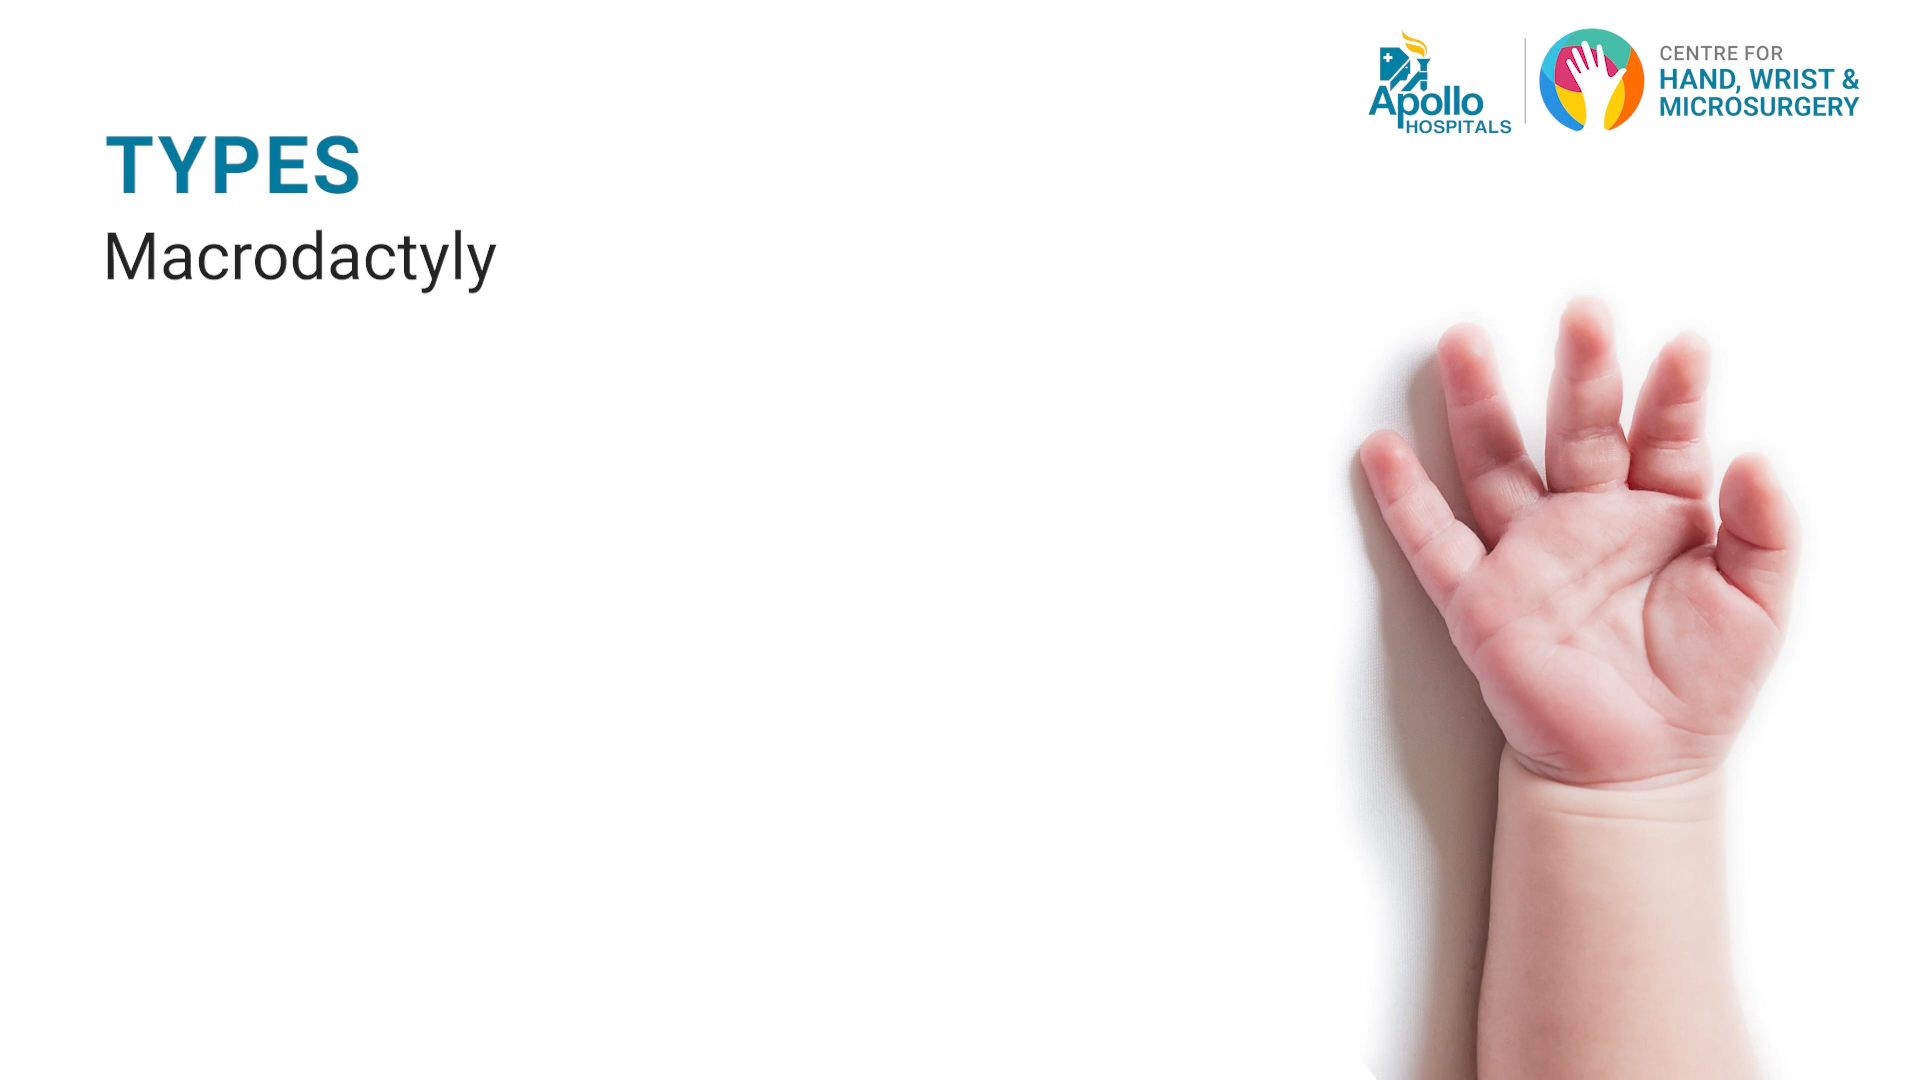 Apollo
HOSPITALS
CENTRE FOR
HAND, WRIST &
MICROSURGERY
TYPES
Macrodactyly